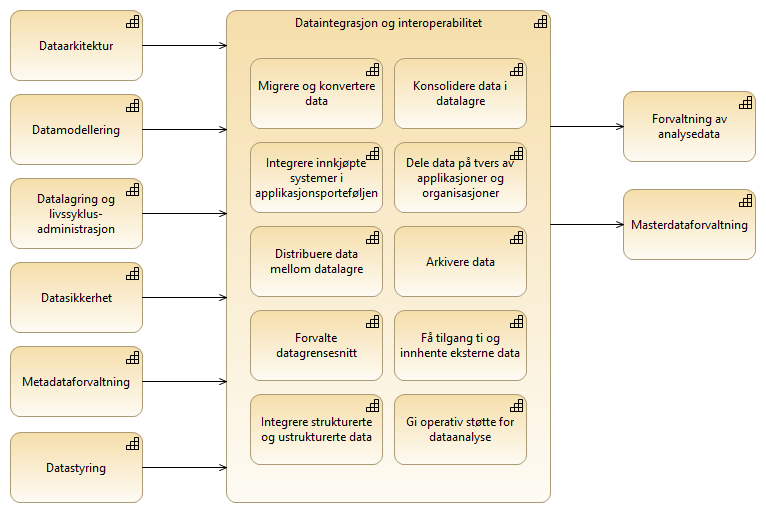 Dataarkitektur
Datamodellering
Datalagring og
livssyklus-
administrasjon
Datasikkerhet
Metadataforvaltning
Datastyring
Dataintegrasjon og interoperabilitet
Migrere og konvertere
data
Konsolidere data i
datalagre
Integrere innkjøpte
systemer i
applikasjonsporteføljen
Dele data på tvers av
applikasjoner og
organisasjoner
Distribuere data
mellom datalagre
Arkivere data
Forvalte
datagrensesnitt
Få tilgang ti og
innhente eksterne data
Integrere strukturerte
og ustrukturerte data
Gi operativ støtte for
dataanalyse
Forvaltning av
analysedata
Masterdataforvaltning